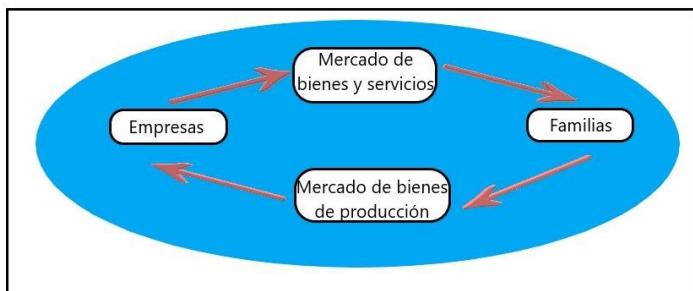 Mercado de
bienes y servicios
Empresas
Familias
Mercado de bienes
de producción